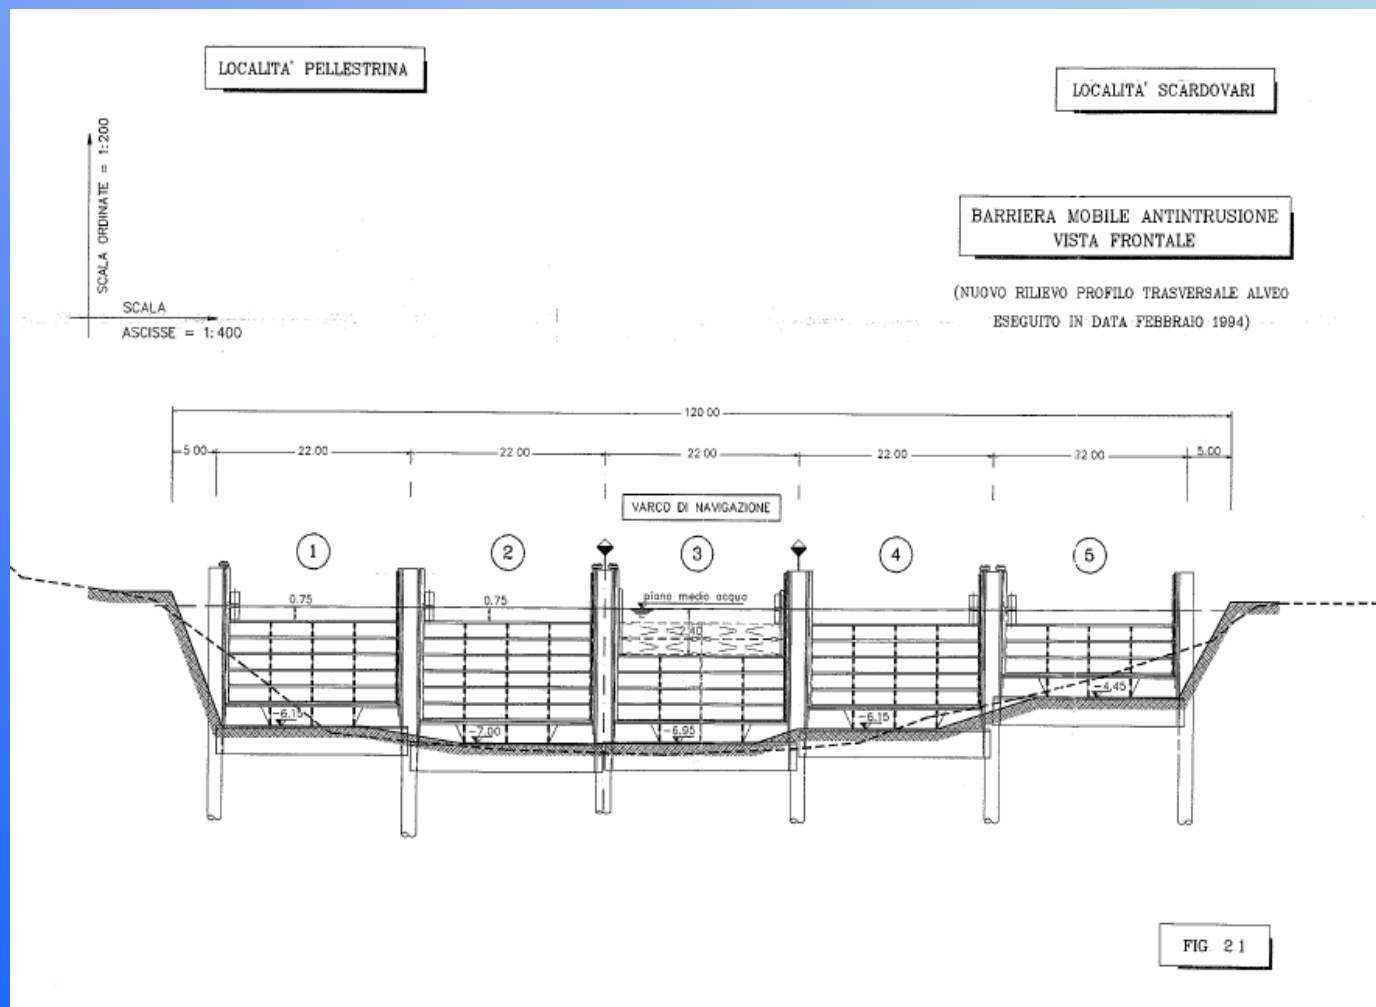 LOCALITA' PELLESTRINA
LOCALITA' SCARDOVARI
SCALA ORDINATE = 1:200
BARRIERA MOBILE ANTINTRUSIONE
VISTA FRONTALE
(NUOVO RILIEVO PROFILO TRASVERSALE ALVEO
ESEGUITO IN DATA FEBBRAIO 1994)
SCALA
ASCISSE = 1:400
120.00
5.00
22.00
22.00
22.00
22.00
22.00
5.00
VARCO DI NAVIGAZIONE
1
2
3
4
5
0.75
0.75
piano medio acqua
2.40
-6.15
-7.00
-6.95
-6.15
-4.45
FIG. 21